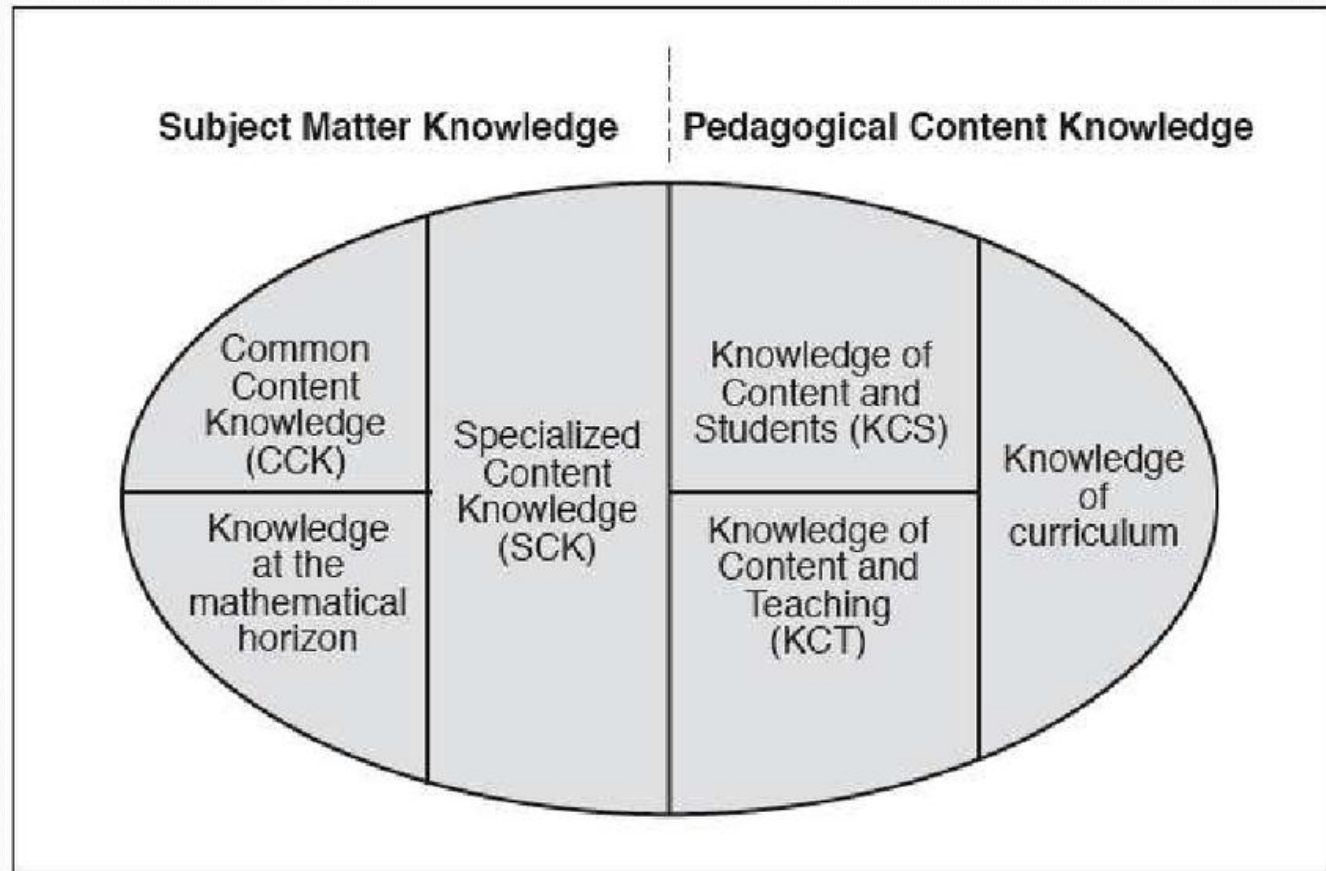 Subject Matter Knowledge
Pedagogical Content Knowledge
Common
Content
Knowledge
(CCK)
Knowledge
at the
mathematical
horizon
Specialized
Content
Knowledge
(SCK)
Knowledge of
Content and
Students (KCS)
Knowledge of
Content and
Teaching
(KCT)
Knowledge
of
curriculum